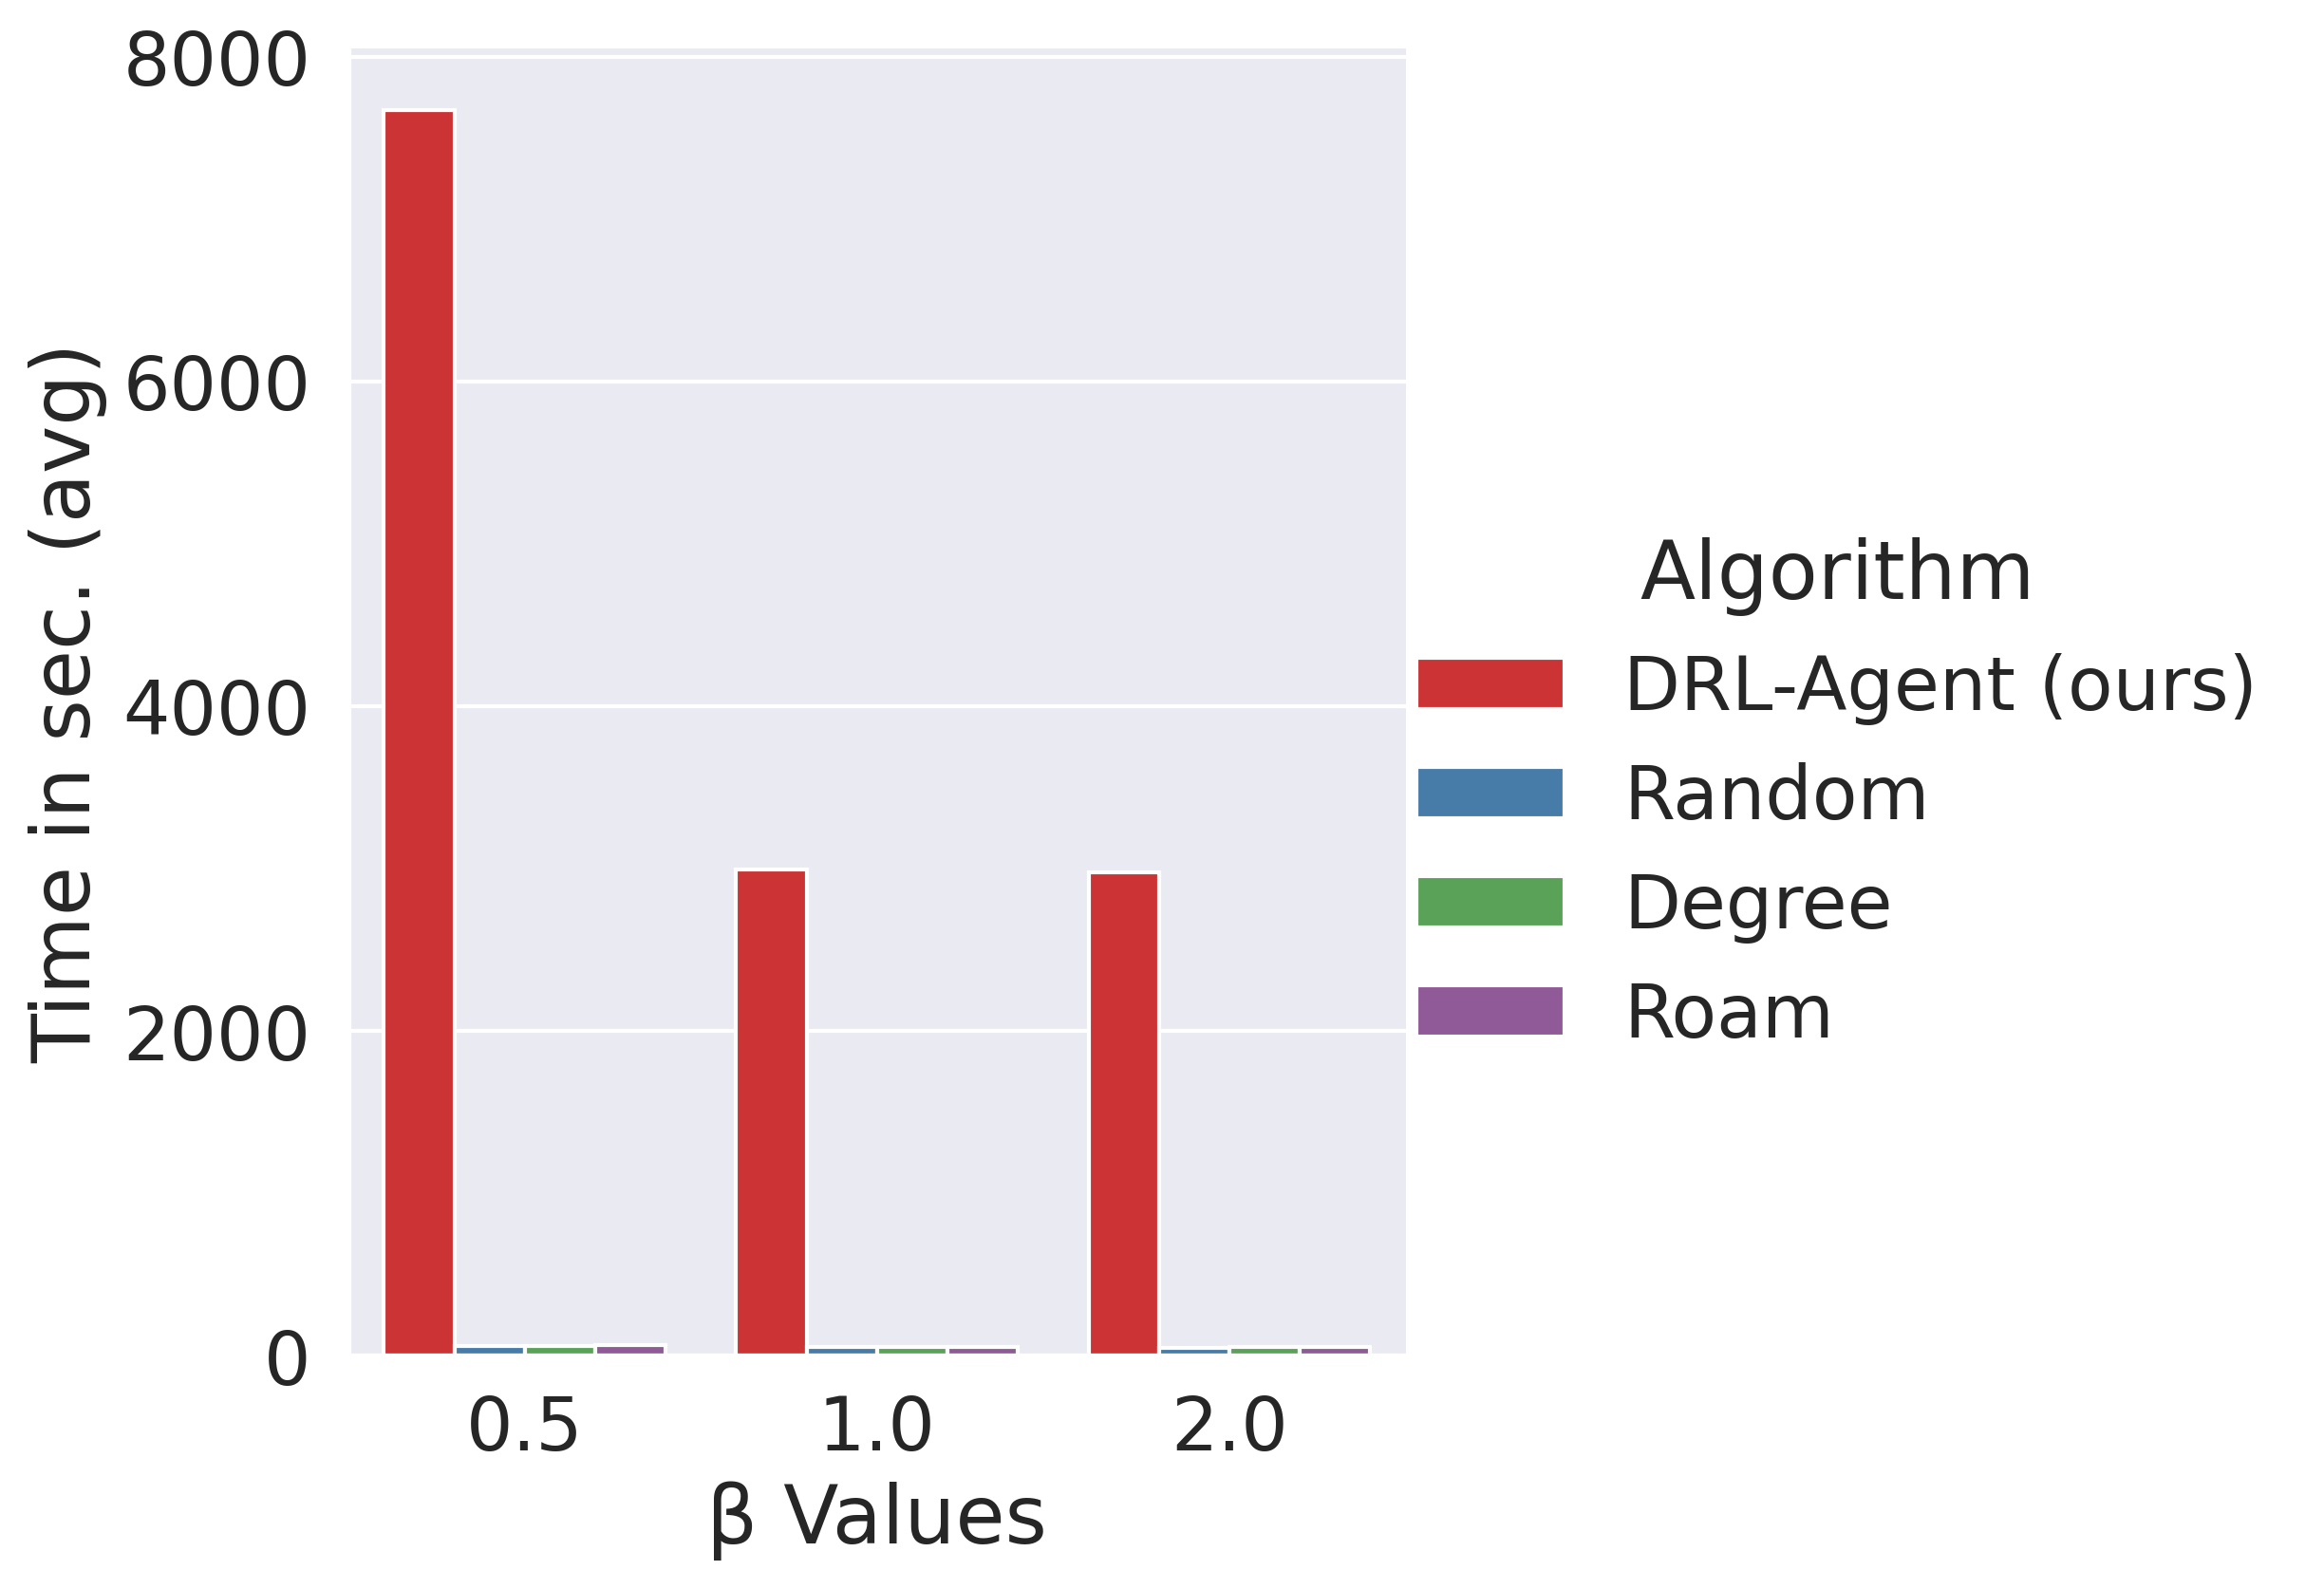 8000
6000
4000
2000
0
Time in sec. (avg)
0.5
1.0
2.0
β Values
Algorithm
DRL-Agent (ours)
Random
Degree
Roam